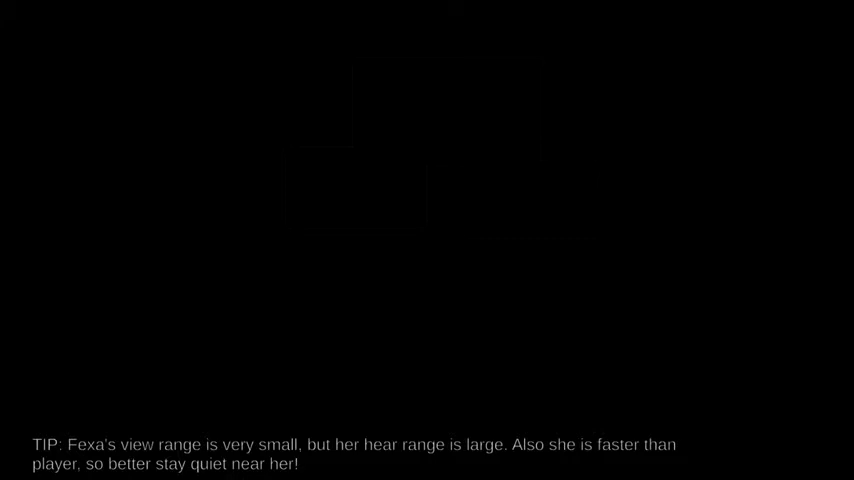 TIP: Fexa's view range is very small, but her hear range is large. Also she is faster than
player, so better stay quiet near her!